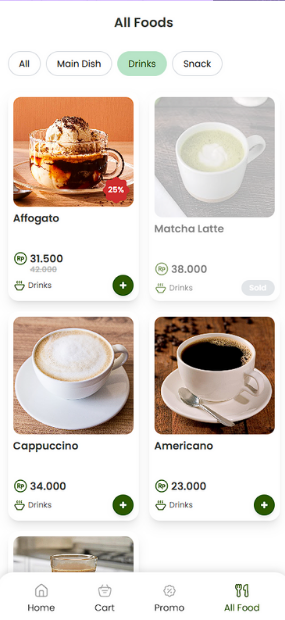 All Foods
All
Main Dish
Drinks
Snack
25%
Affogato
Rp 31.500
42.000
Drinks
+
Matcha Latte
Rp 38.000
Drinks
Sold
Cappuccino
Rp 34.000
Drinks
+
Americano
Rp 23.000
Drinks
+
Home
Cart
Promo
All Food